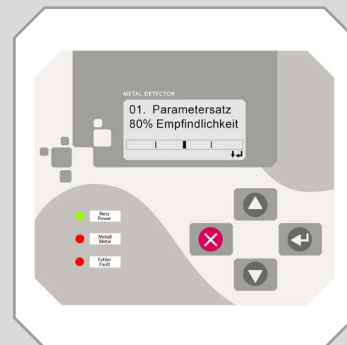 METAL DETECTOR
01. Parametersatz
80% Empfindlichkeit
Netz
Power
Metall
Metal
Fehler
Fault